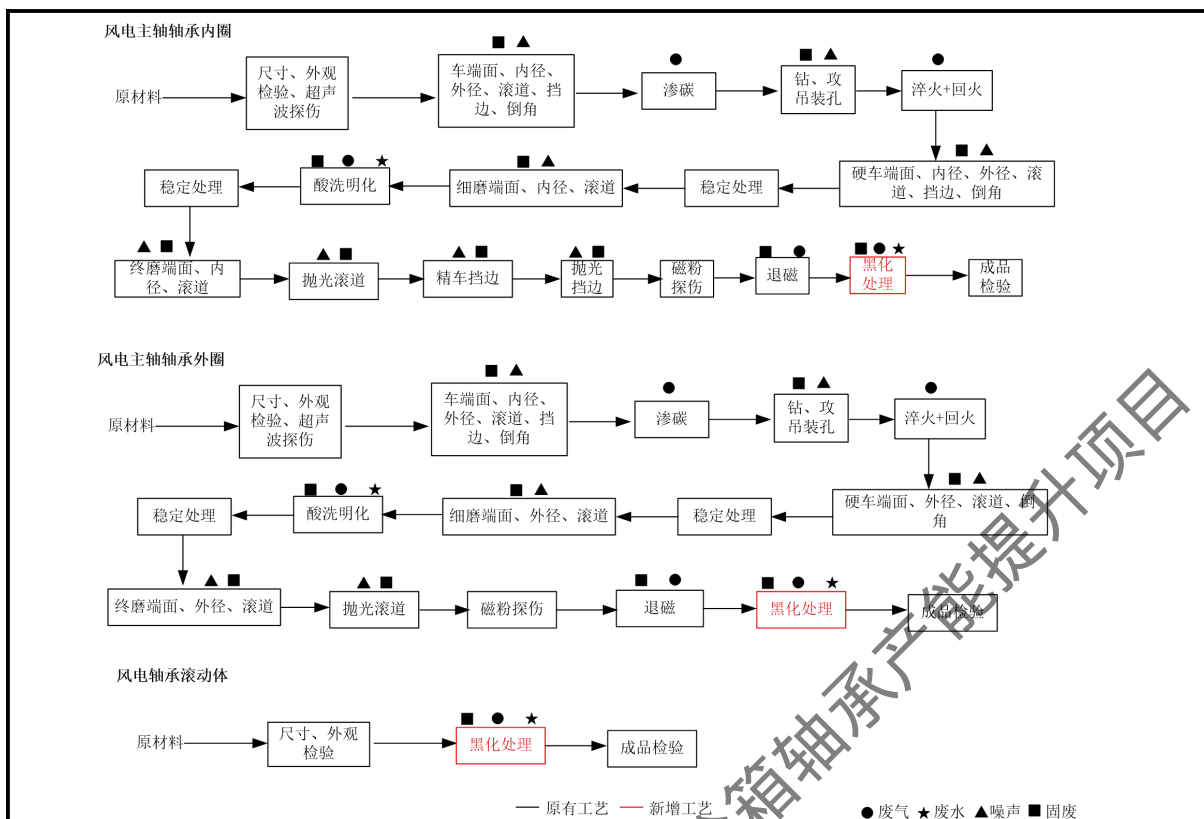 风电主轴轴承内圈
原材料
尺寸、外观
检验、超声
波探伤
车端面、内径、
外径、滚道、挡
边、倒角
渗碳
钻、攻
吊装孔
淬火+回火
硬车端面、内径、外径、滚
道、挡边、倒角
稳定处理
细磨端面、内径、滚道
酸洗明化
稳定处理
终磨端面、内
径、滚道
抛光滚道
精车挡边
抛光
挡边
磁粉
探伤
退磁
黑化
处理
成品
检验
风电主轴轴承外圈
原材料
尺寸、外观
检验、超声
波探伤
车端面、内径、
外径、滚道、挡
边、倒角
渗碳
钻、攻
吊装孔
淬火+回火
硬车端面、外径、滚道、倒
角
稳定处理
细磨端面、外径、滚道
酸洗明化
稳定处理
终磨端面、外径、滚道
抛光滚道
磁粉探伤
退磁
黑化处理
成品检验
风电轴承滚动体
原材料
尺寸、外观
检验
黑化处理
成品检验
原有工艺 新增工艺
废气 废水 噪声 固废
箱轴承产能提升项目